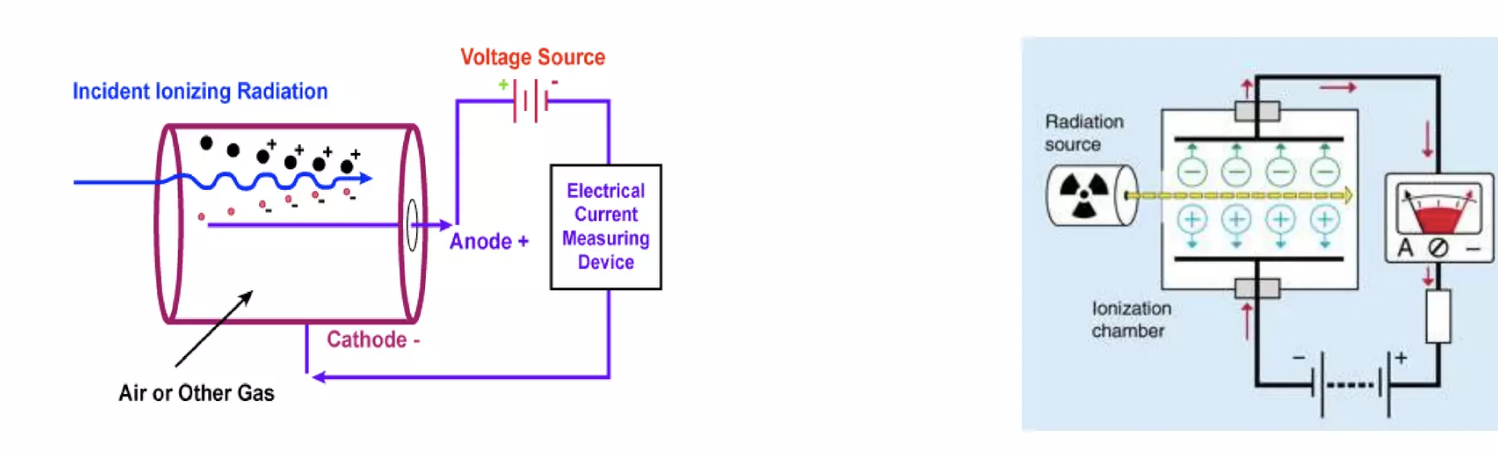 Voltage Source
+ -
Incident Ionizing Radiation
+ + + +
- - - -
Anode +
Electrical
Current
Measuring
Device
Cathode -
Air or Other Gas
Radiation
source
− − − −
+ + + +
A −
Ionization
chamber
− +